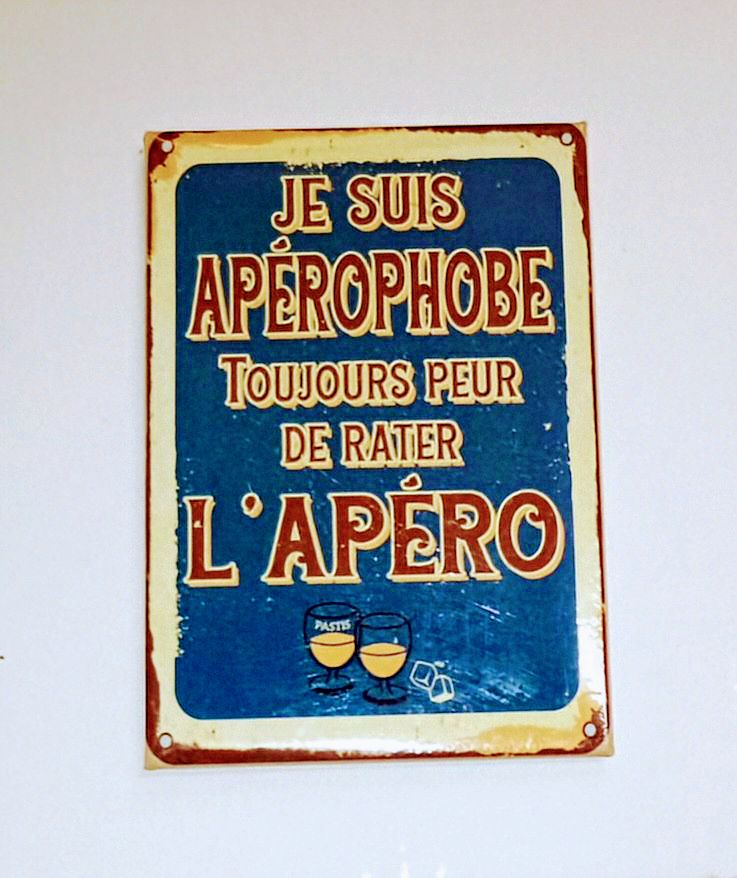 JE SUIS
APÉROPHOBE
TOUJOURS PEUR
DE RATER
L'APÉRO
PASTIS